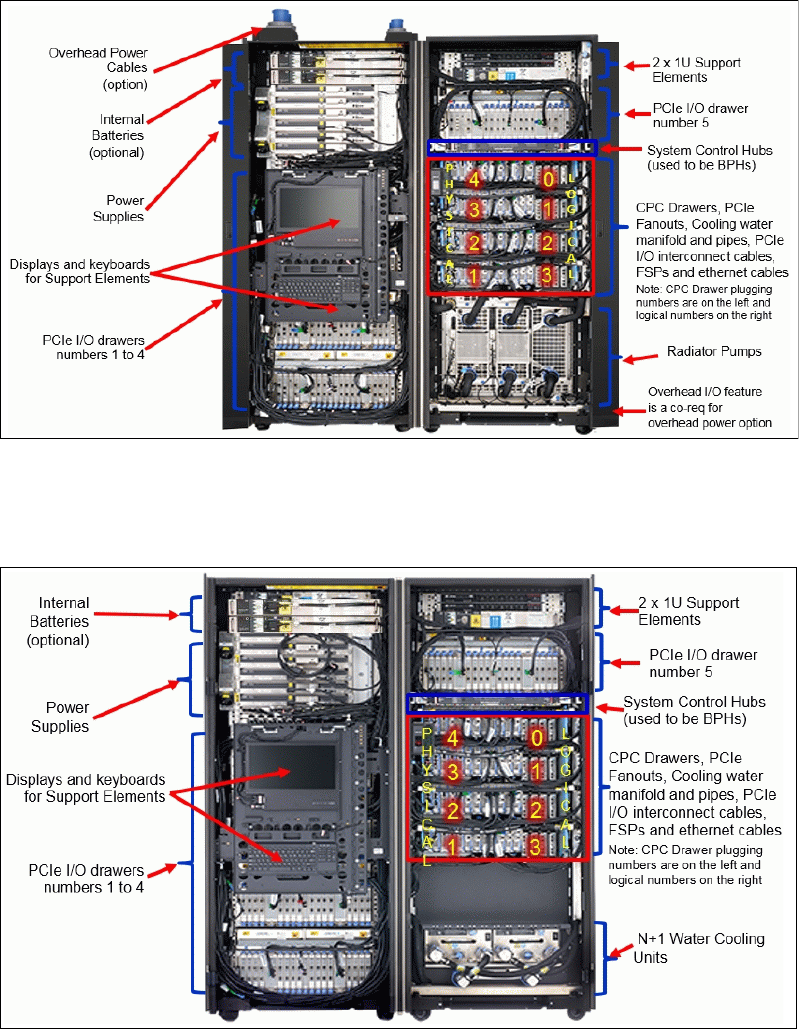 Overhead Power
Cables
(option)
Internal
Batteries
(optional)
Power
Supplies
Displays and keyboards
for Support Elements
PCIe I/O drawers
numbers 1 to 4
2 x 1U Support
Elements
PCIe I/O drawer
number 5
System Control Hubs
(used to be BPHs)
CPC Drawers, PCIe
Fanouts, Cooling water
manifold and pipes, PCIe
I/O interconnect cables,
FSPs and ethernet cables
Note: CPC Drawer plugging
numbers are on the left and
logical numbers on the right
Radiator Pumps
Overhead I/O feature
is a co-req for
overhead power option
PHYSICAL
4 0
3 1
2 2
1 3
LOGICAL
Internal
Batteries
(optional)
Power
Supplies
Displays and keyboards
for Support Elements
PCIe I/O drawers
numbers 1 to 4
2 x 1U Support
Elements
PCIe I/O drawer
number 5
System Control Hubs
(used to be BPHs)
CPC Drawers, PCIe
Fanouts, Cooling water
manifold and pipes, PCIe
I/O interconnect cables,
FSPs and ethernet cables
Note: CPC Drawer plugging
numbers are on the left and
logical numbers on the right
N+1 Water Cooling
Units
PHYSICAL
4 0
3 1
2 2
1 3
LOGICAL